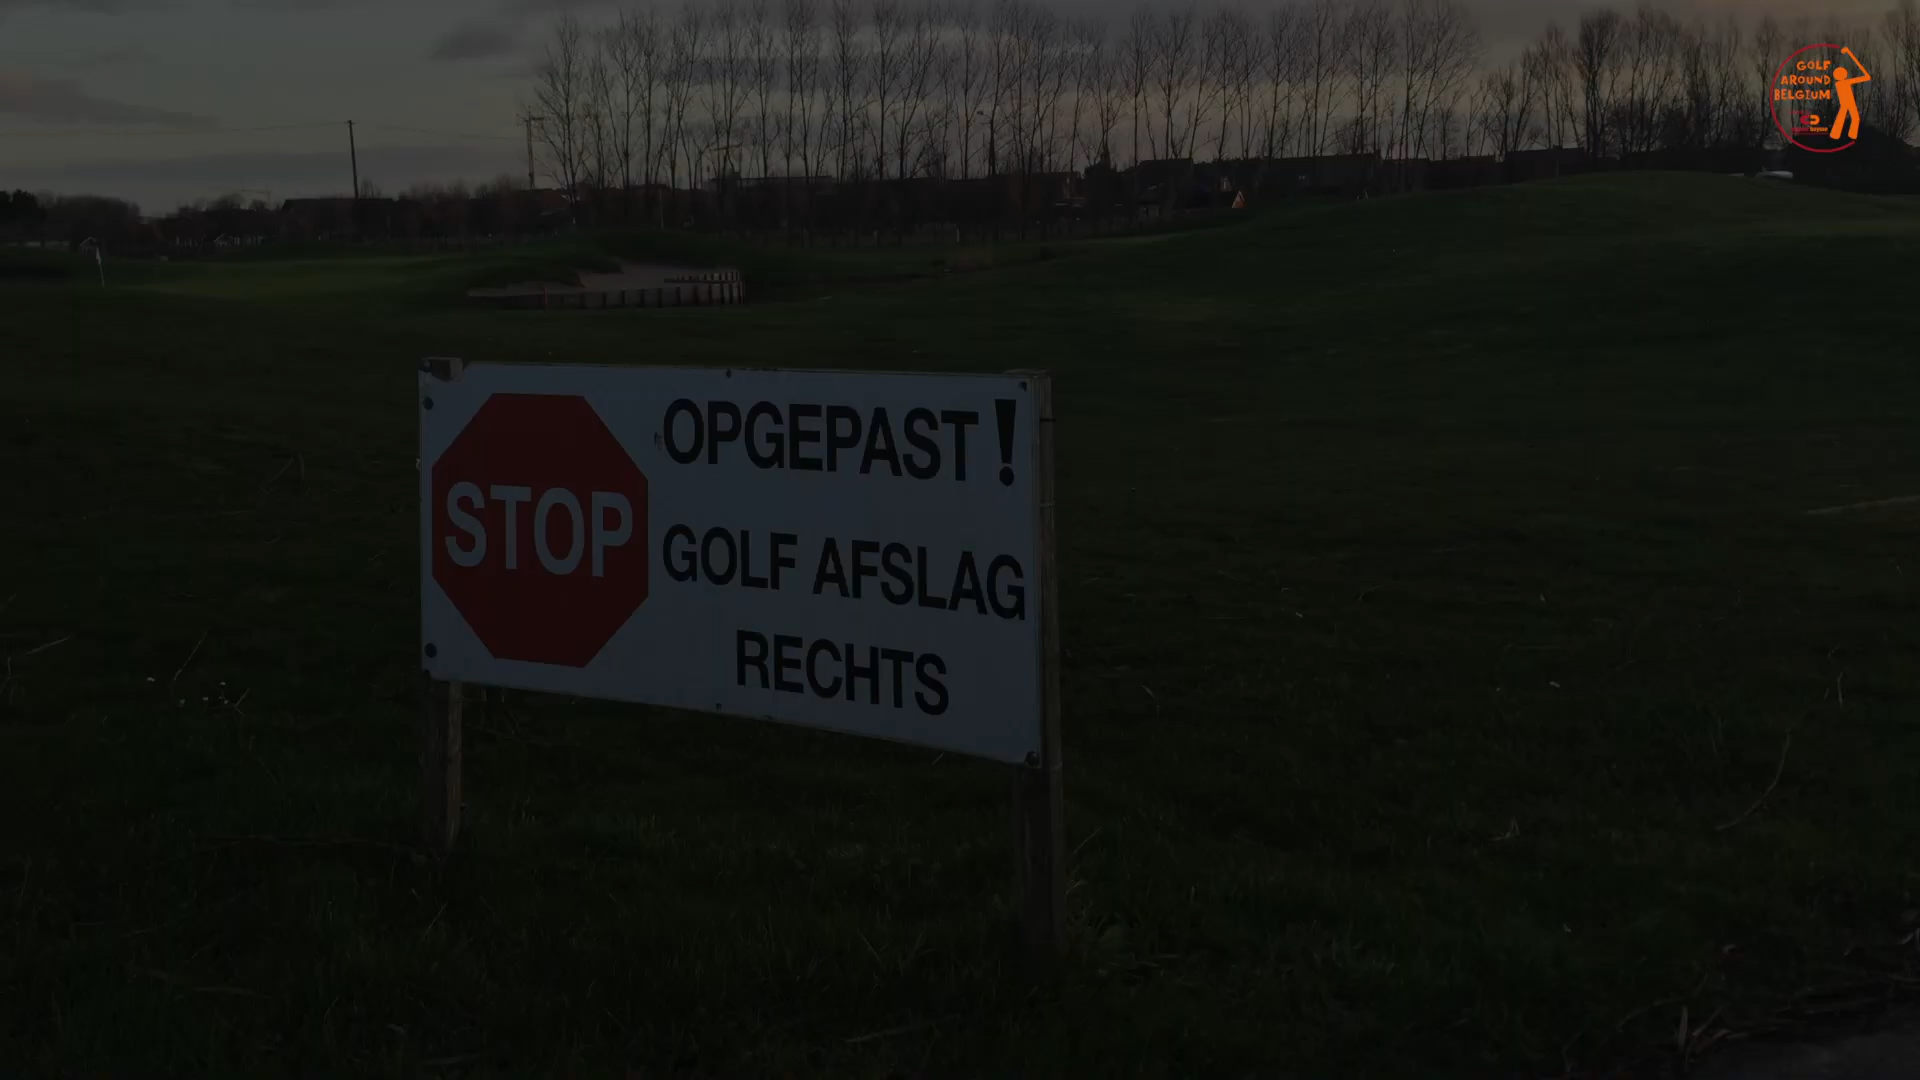 GOLF
AROUND
BELGIUM
OPGEPAST!
STOP
GOLF AFSLAG
RECHTS